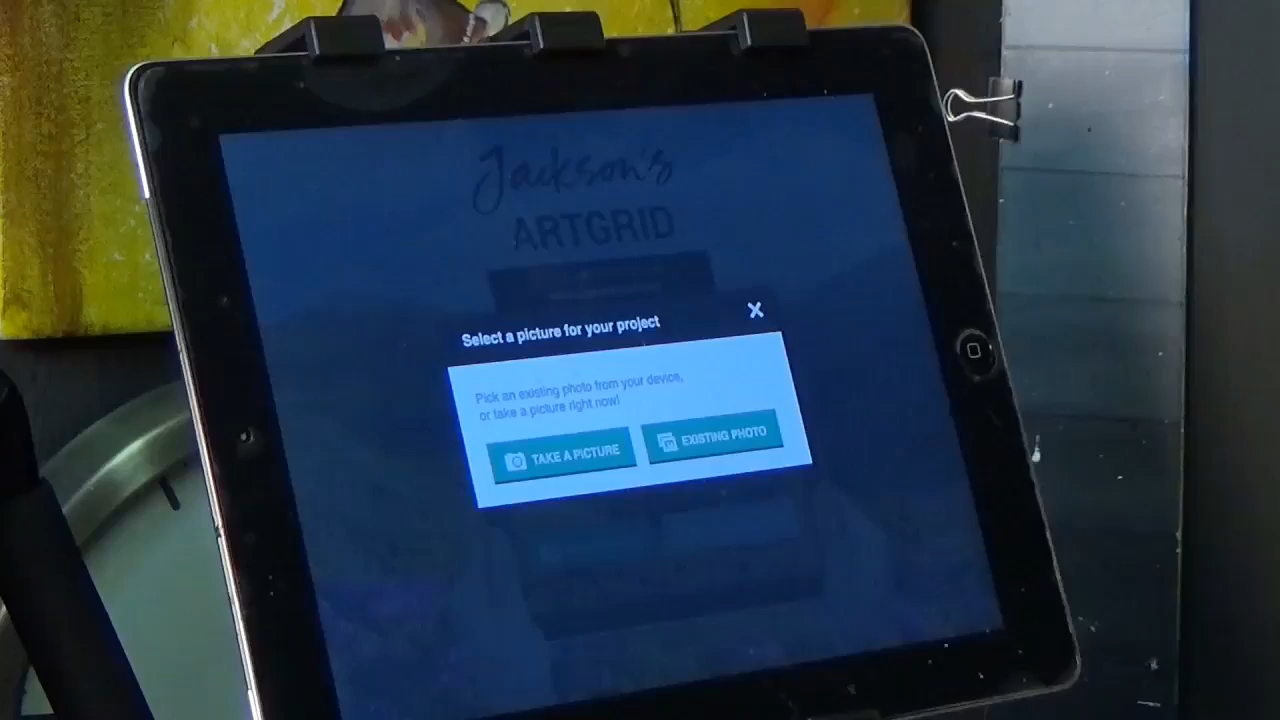 Jackson's
ARTGRID
Select a picture for your project
X
Pick an existing photo from your device,
or take a picture right now!
TAKE A PICTURE
EXISTING PHOTO